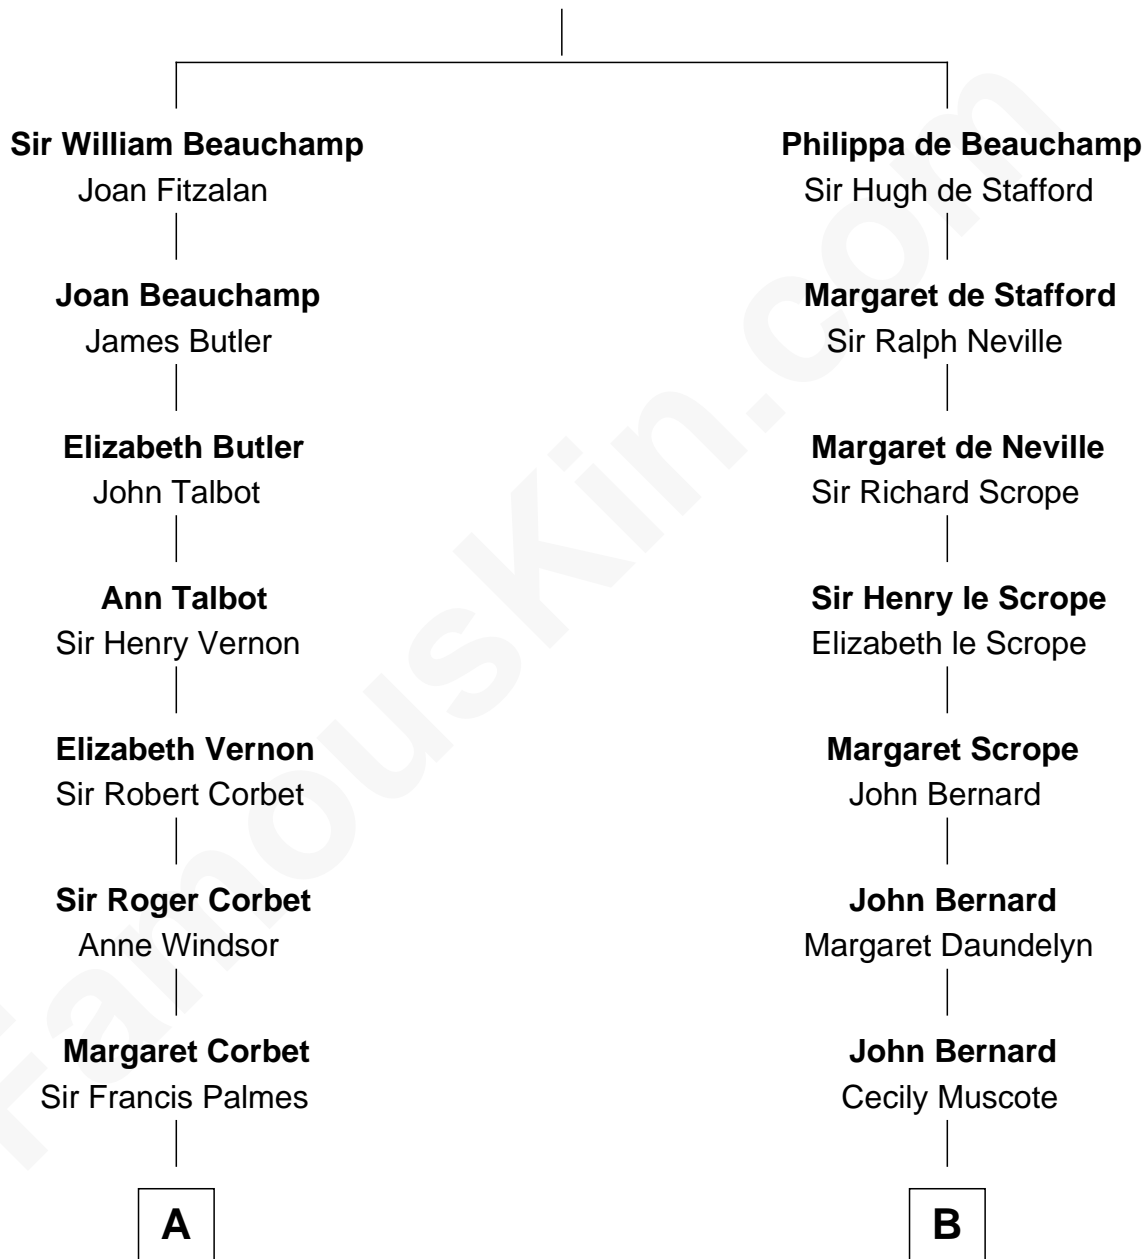 Sir William Beauchamp
Joan Fitzalan
Joan Beauchamp
James Butler
Elizabeth Butler
John Talbot
Ann Talbot
Sir Henry Vernon
Elizabeth Vernon
Sir Robert Corbet
Sir Roger Corbet
Anne Windsor
Margaret Corbet
Sir Francis Palmes
A
Philippa de Beauchamp
Sir Hugh de Stafford
Margaret de Stafford
Sir Ralph Neville
Margaret de Neville
Sir Richard Scrope
Sir Henry le Scrope
Elizabeth le Scrope
Margaret Scrope
John Bernard
John Bernard
Margaret Daundelyn
John Bernard
Cecily Muscote
B
FamousKin.com